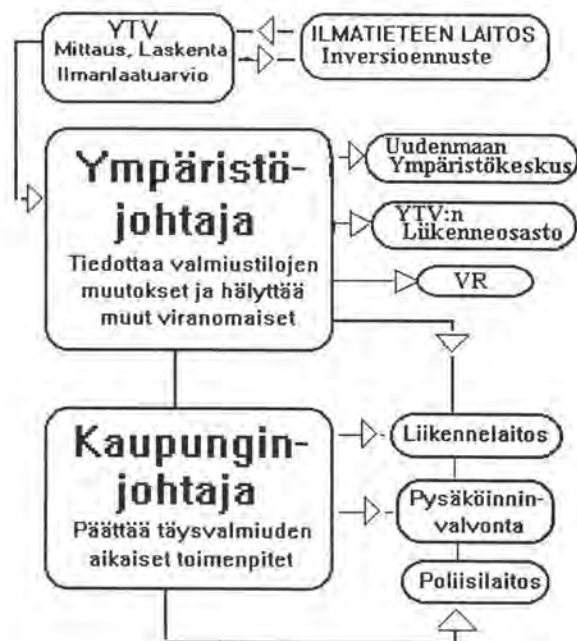 YTV
Mittaus, Laskenta
Ilmanlaatuarvio
ILMATIETEEN LAITOS
Inversioennuste
Ympäristö-
johtaja
Tiedottaa valmiustilojen
muutokset ja hälyttää
muut viranomaiset
Uudenmaan
Ympäristökeskus
YTV:n
Liikenneosasto
VR
Kaupungin-
johtaja
Päättää täysvalmiuden
aikaiset toimenpitet
Liikennelaitos
Pysäköinnin-
valvonta
Poliisilaitos